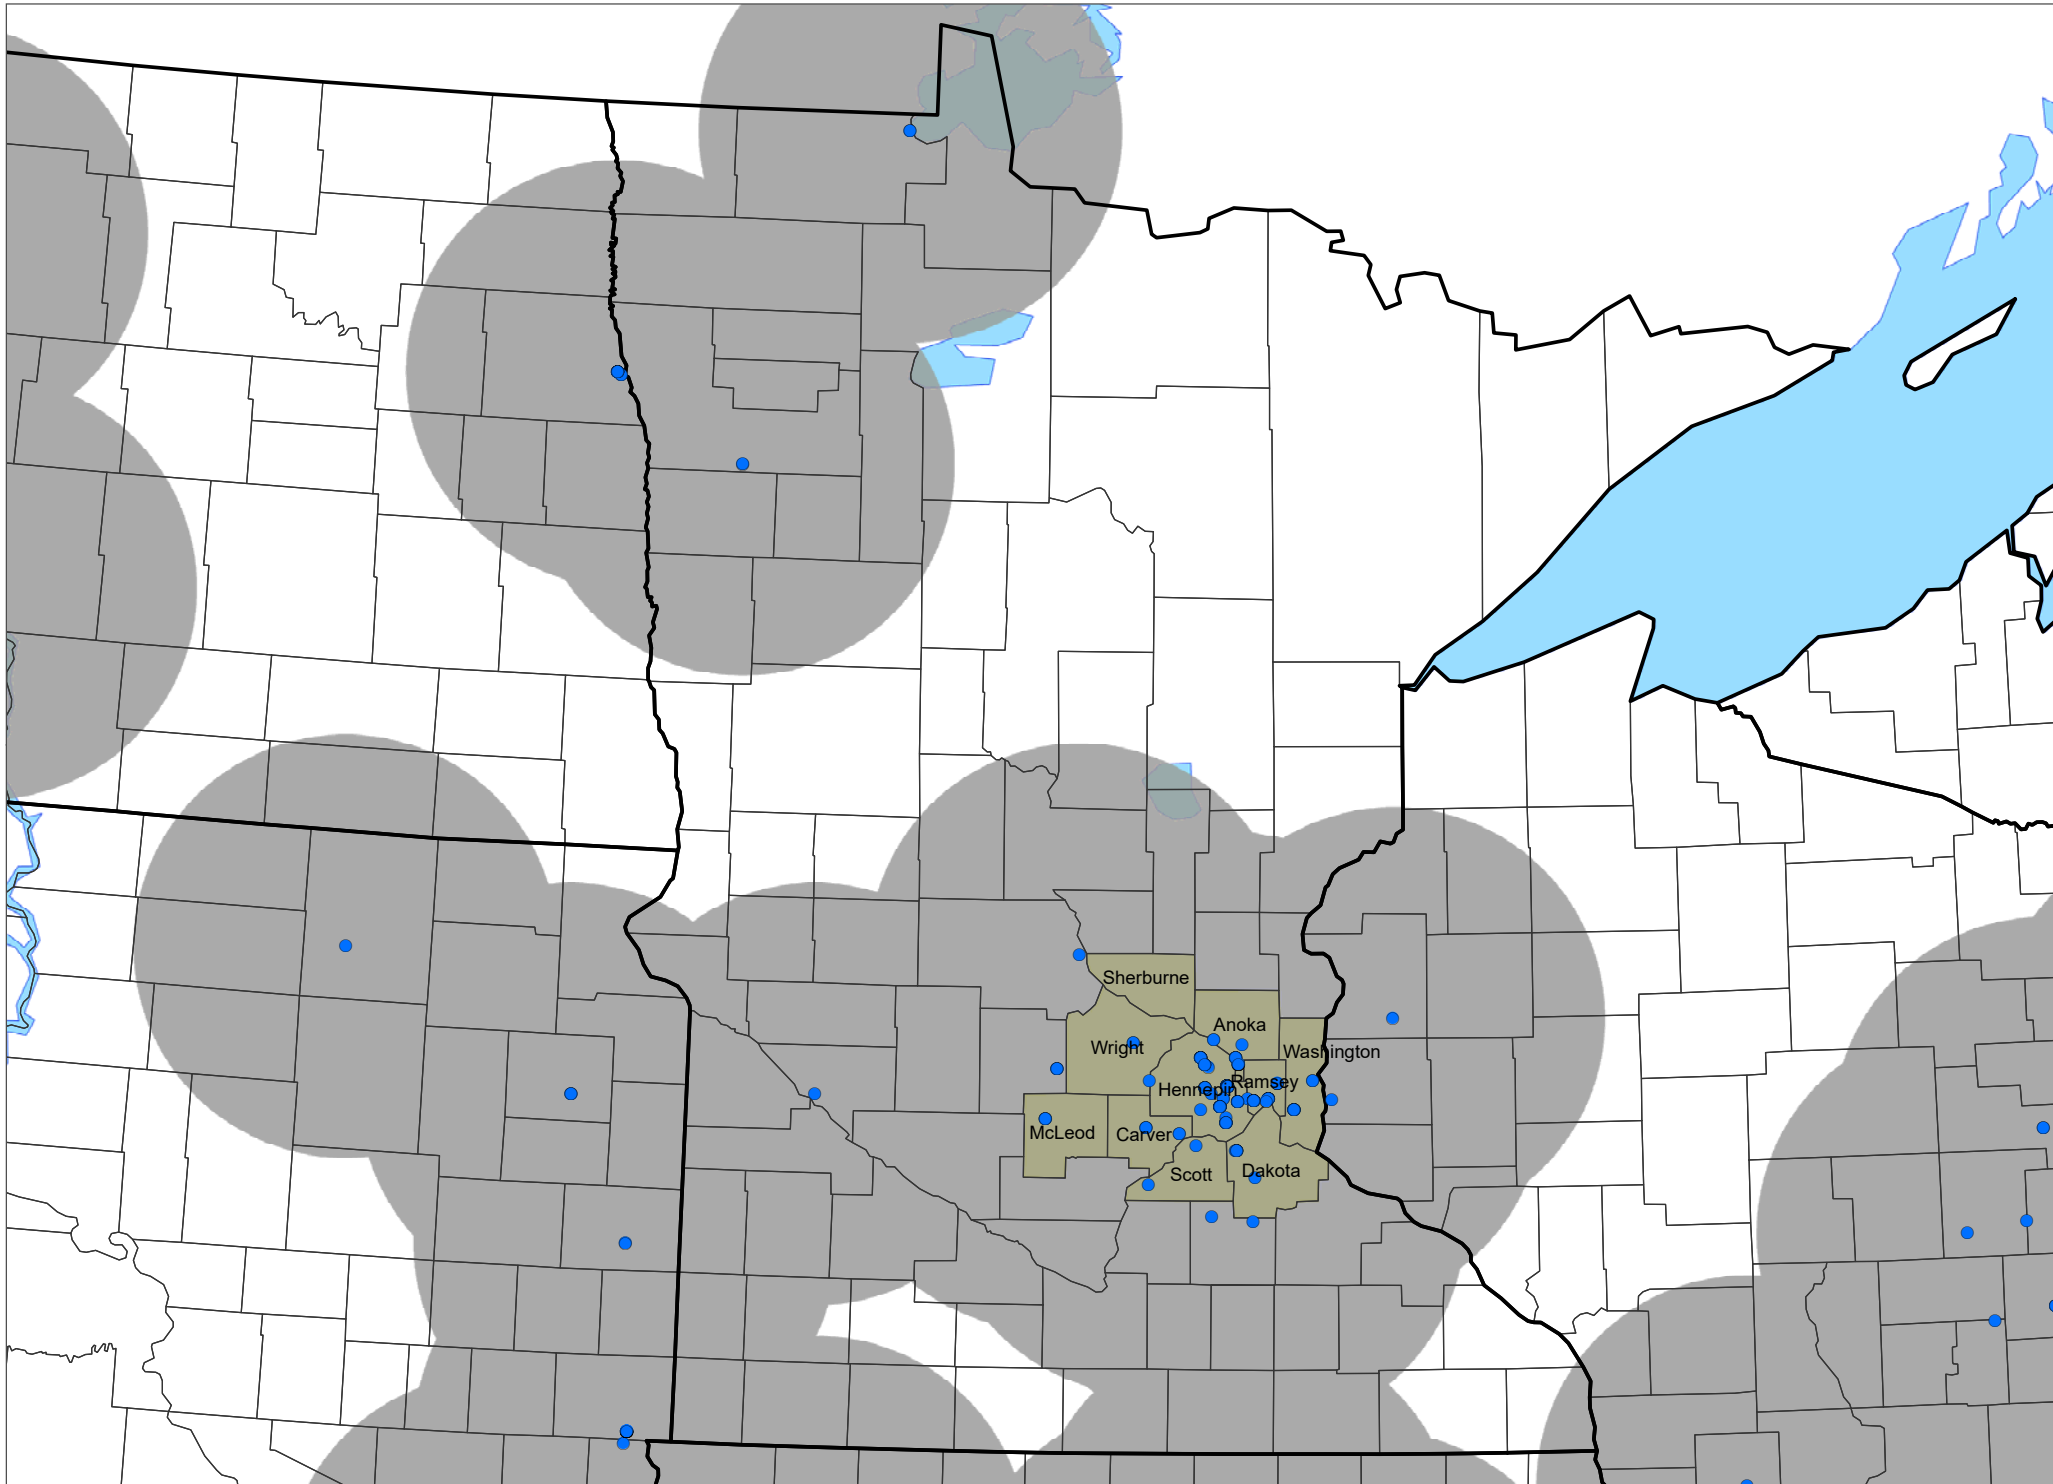 Sherburne
Anoka
Wright
Washington
Ramsey
Hennepin
McLeod
Carver
Scott
Dakota